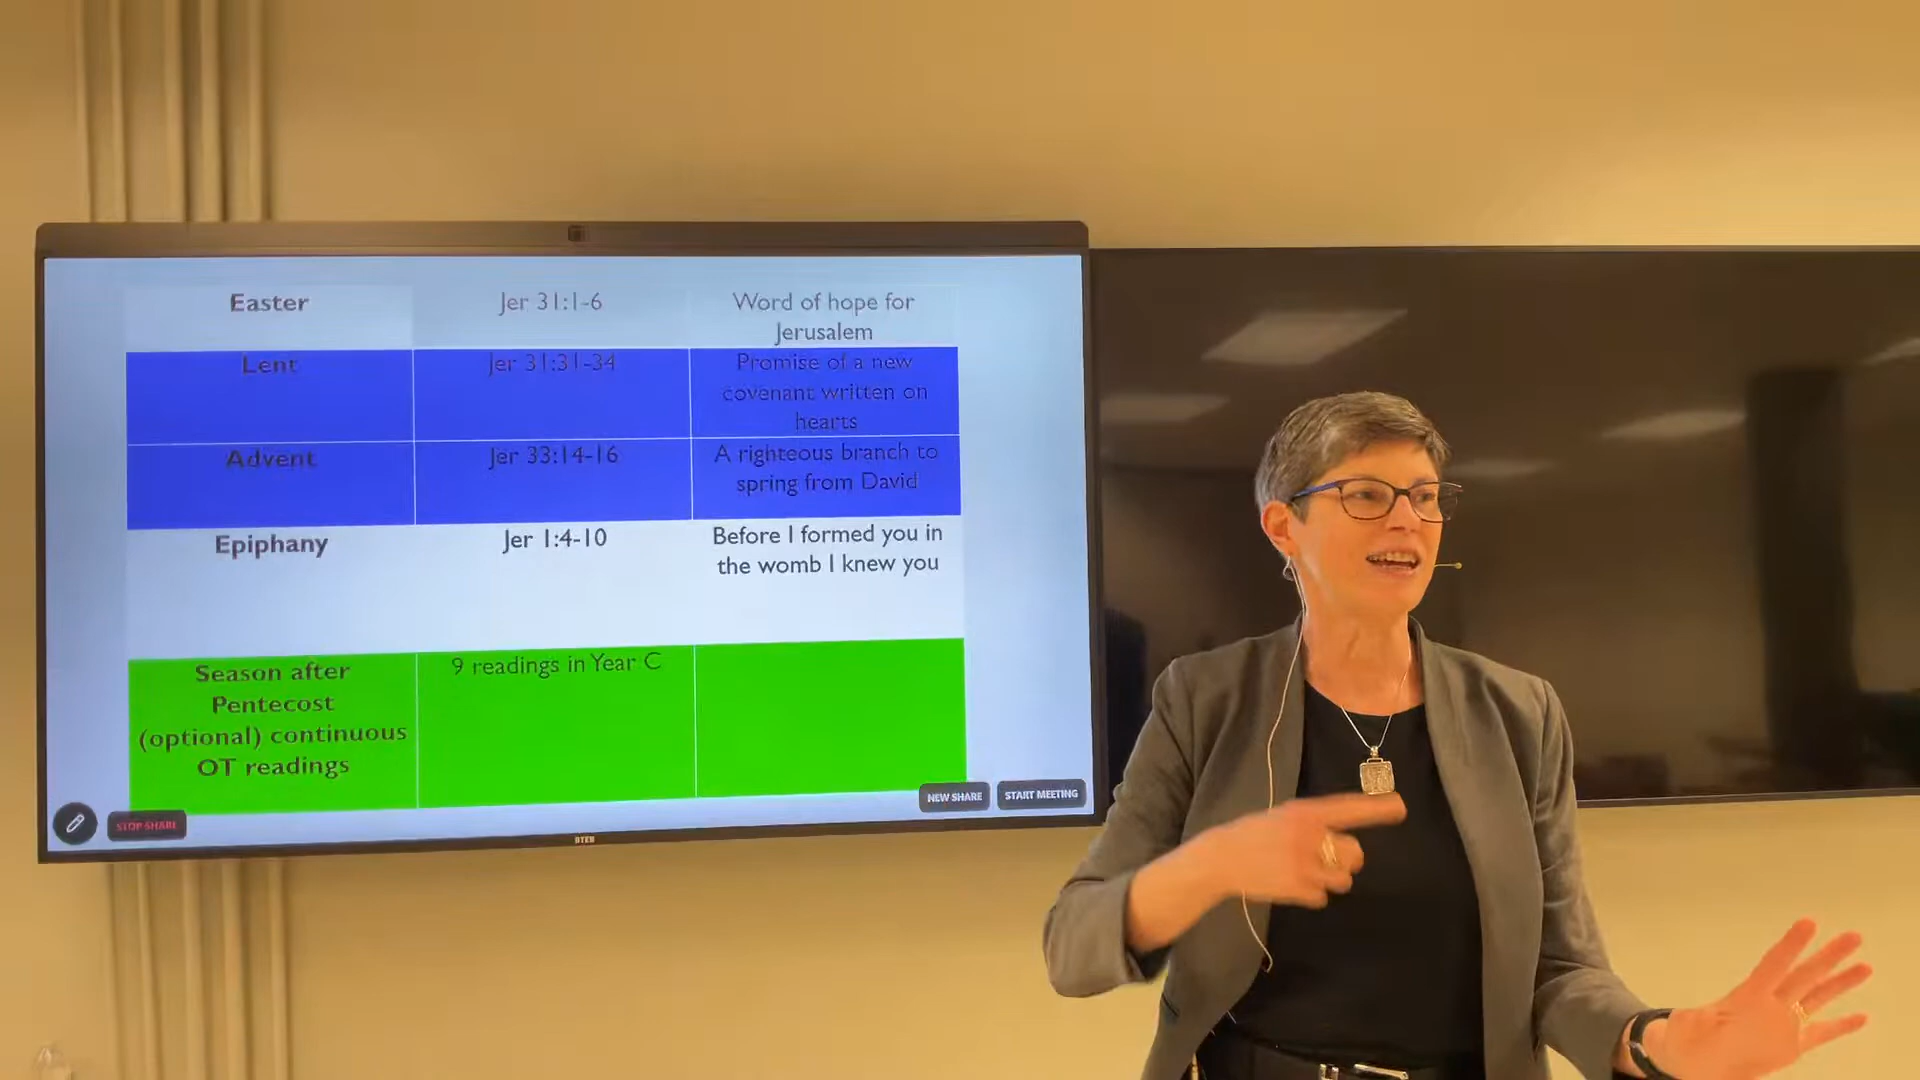 Easter Jer 31:1-6 Word of hope for
Jerusalem
Lent Jer 31:31-34 Promise of a new
covenant written on
hearts
Advent Jer 33:14-16 A righteous branch to
spring from David
Epiphany Jer 1:4-10 Before I formed you in
the womb I knew you
Season after 9 readings in Year C
Pentecost
(optional) continuous
OT readings
NEW SHARE START MEETING
STOP SHARE
DTEN